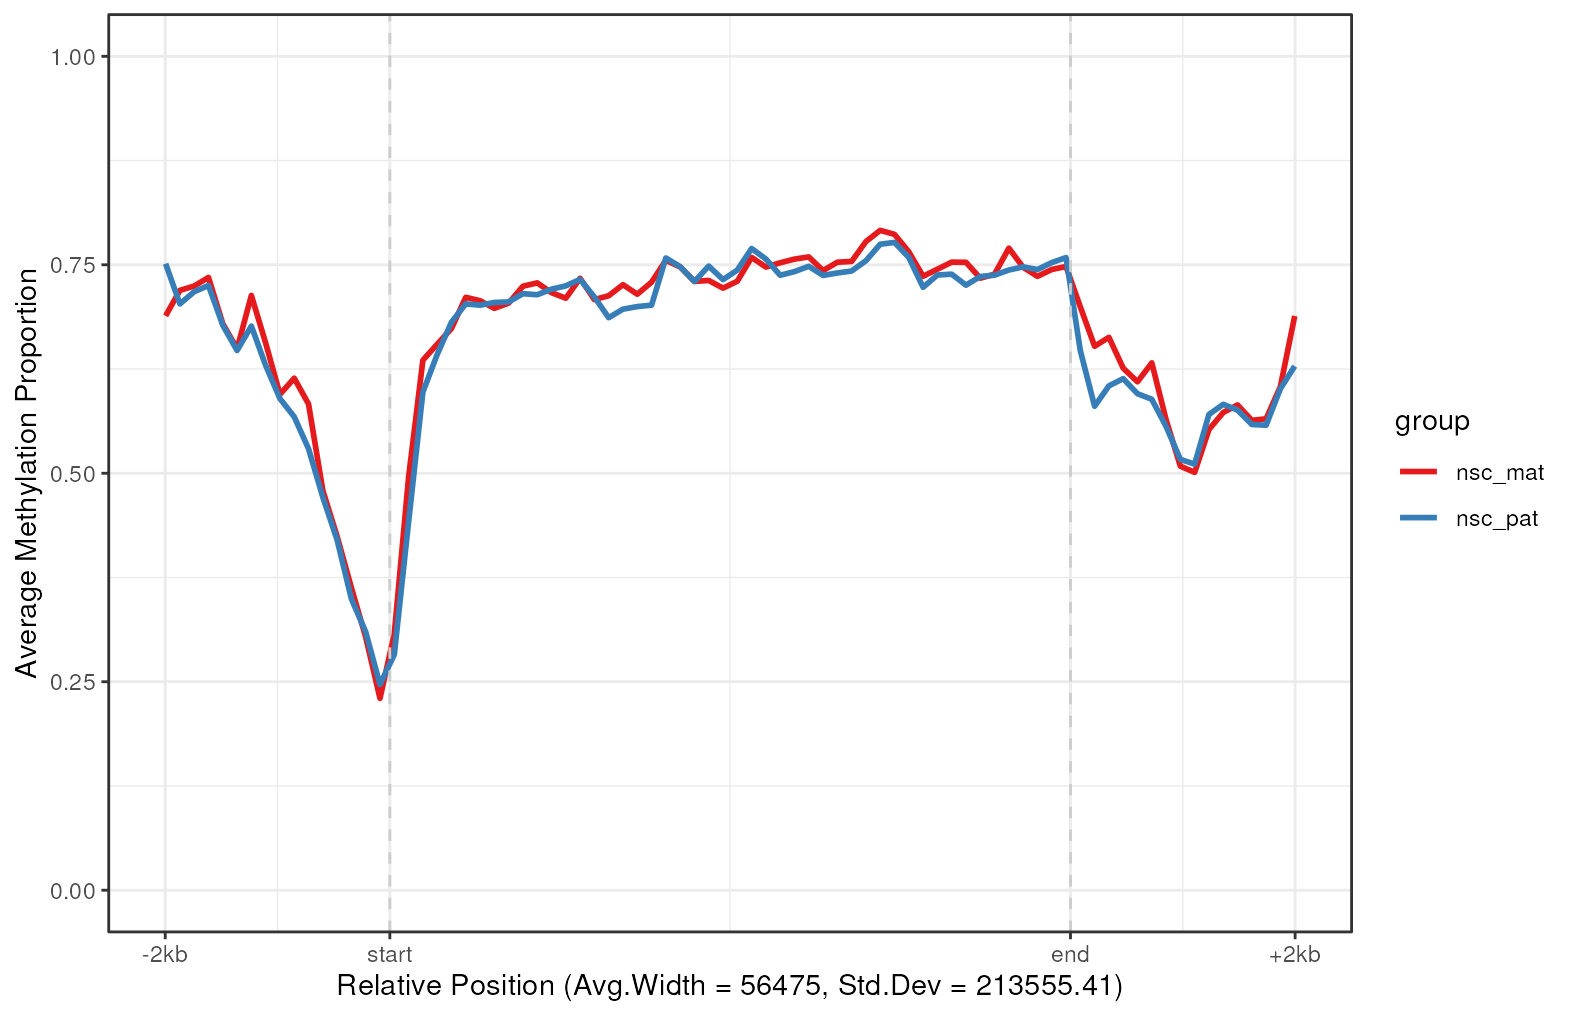 Average Methylation Proportion
1.00
0.75
0.50
0.25
0.00
-2kb
start
end
+2kb
Relative Position (Avg.Width = 56475, Std.Dev = 213555.41)
group
nsc_mat
nsc_pat